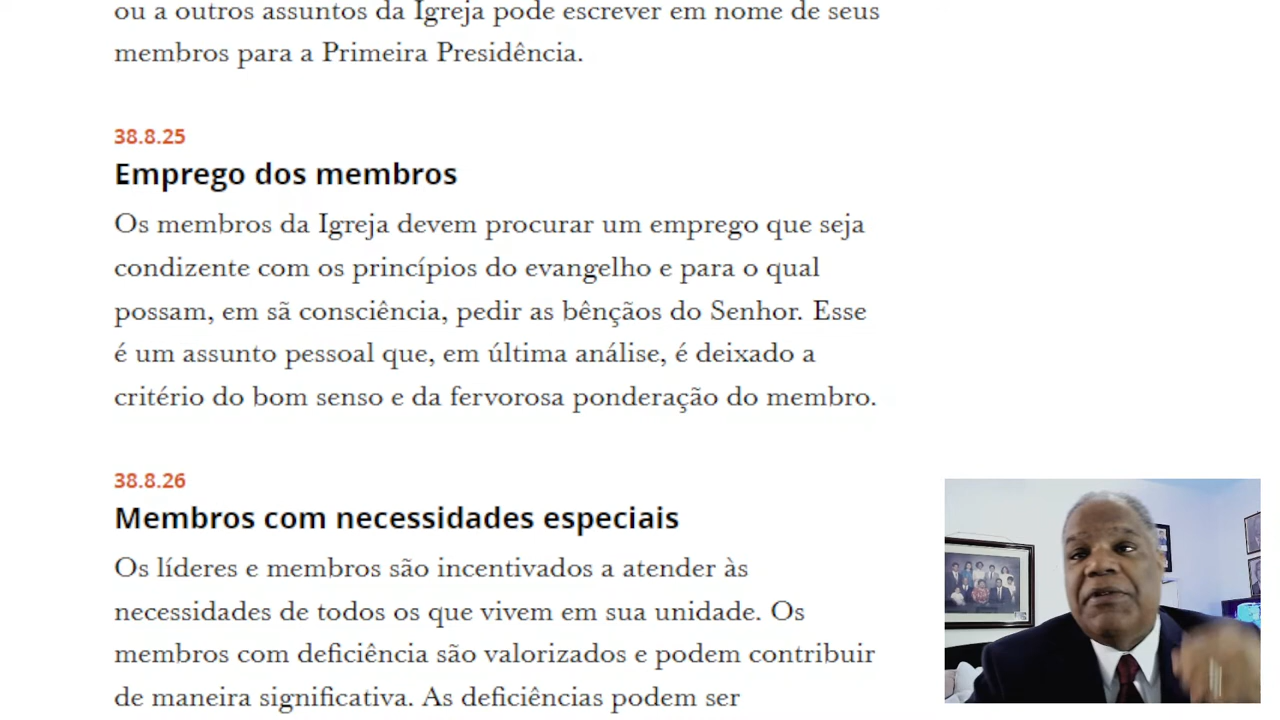 ou a outros assuntos da Igreja pode escrever em nome de seus
membros para a Primeira Presidência.
38.8.25
Emprego dos membros
Os membros da Igreja devem procurar um emprego que seja
condizente com os princípios do evangelho e para o qual
possam, em sã consciência, pedir as bênçãos do Senhor. Esse
é um assunto pessoal que, em última análise, é deixado a
critério do bom senso e da fervorosa ponderação do membro.
38.8.26
Membros com necessidades especiais
Os líderes e membros são incentivados a atender às
necessidades de todos os que vivem em sua unidade. Os
membros com deficiência são valorizados e podem contribuir
de maneira significativa. As deficiências podem ser